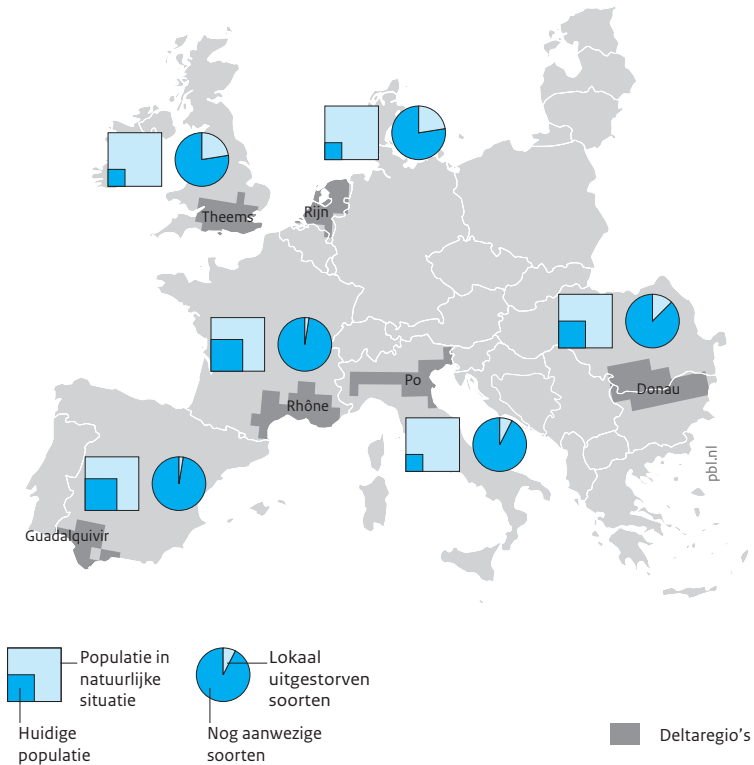 Theems
Rijn
Po
Donau
Rhône
Guadalquivir
pbl.nl
Populatie in
natuurlijke
situatie
Huidige
populatie
Lokaal
uitgestorven
soorten
Nog aanwezige
soorten
Deltaregio's